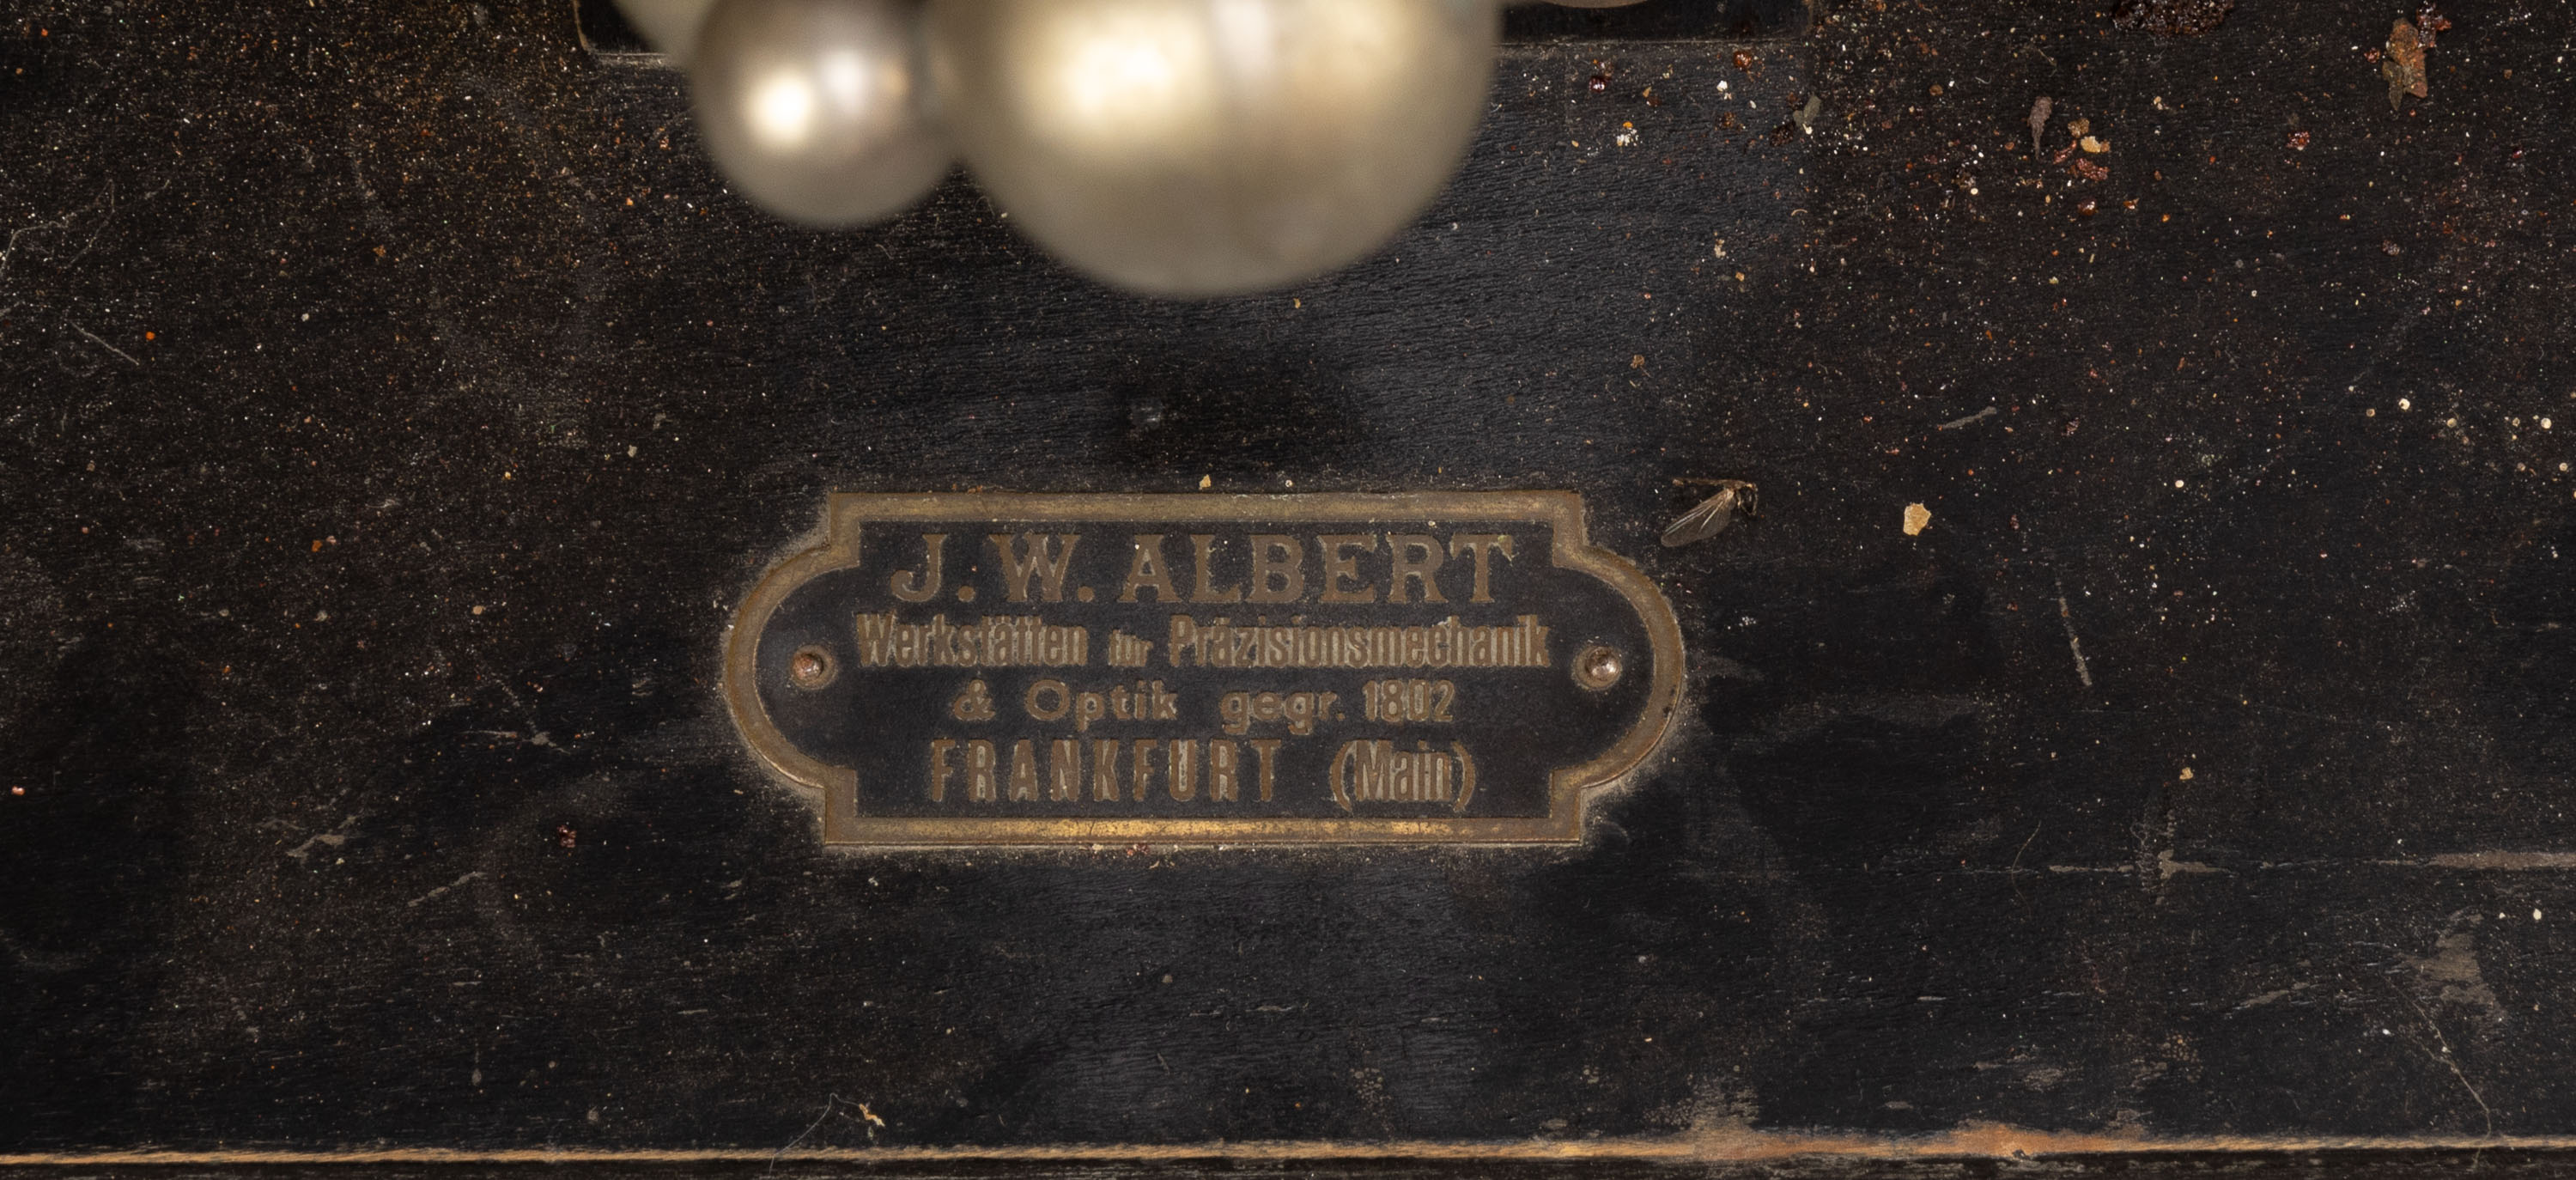 J. W. ALBERT
Werkstätten für Präzisionsmechanik
& Optik gegr. 1802
FRANKFURT (Main)